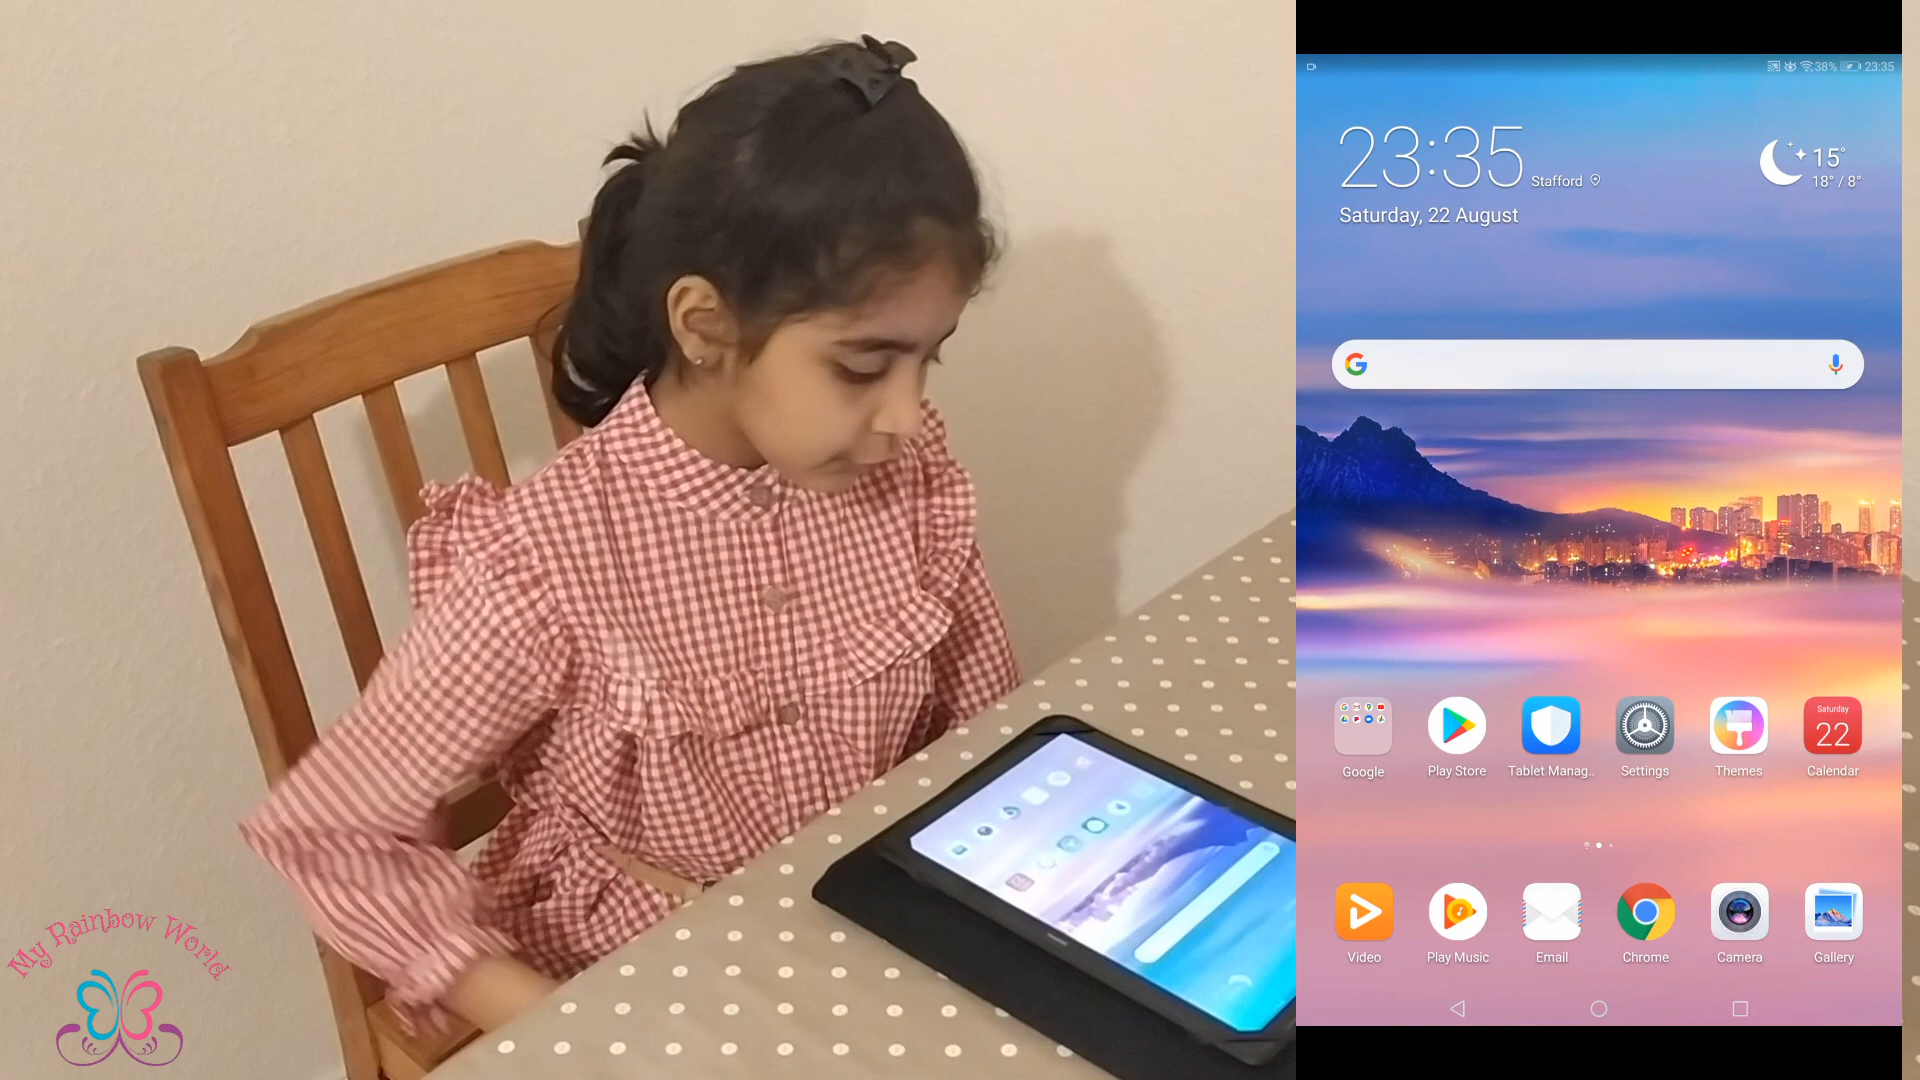 My Rainbow World
38% 23:35
23:35 Stafford
15°
18° / 8°
Saturday, 22 August
Saturday
22
Google
Play Store
Tablet Manag..
Settings
Themes
Calendar
Video
Play Music
Email
Chrome
Camera
Gallery